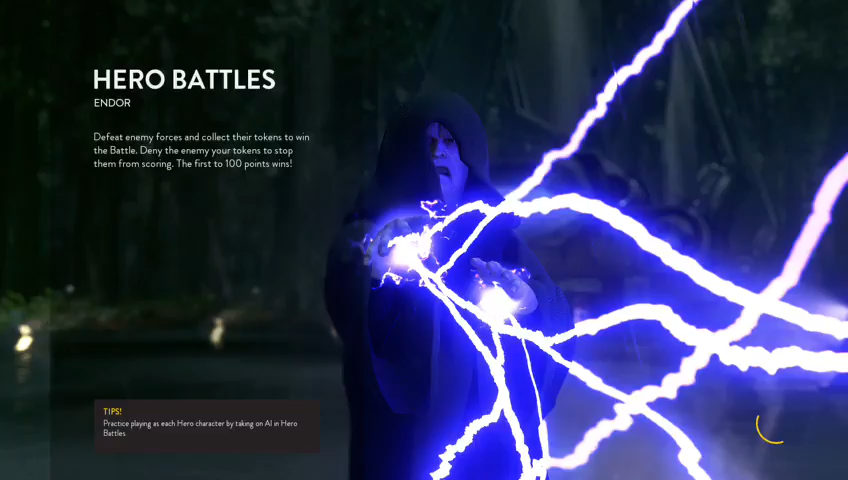 HERO BATTLES
ENDOR
Defeat enemy forces and collect their tokens to win
the Battle. Deny the enemy your tokens to stop
them from scoring. The first to 100 points wins!
TIPS!
Practice playing as each Hero character by taking on AI in Hero
Battles